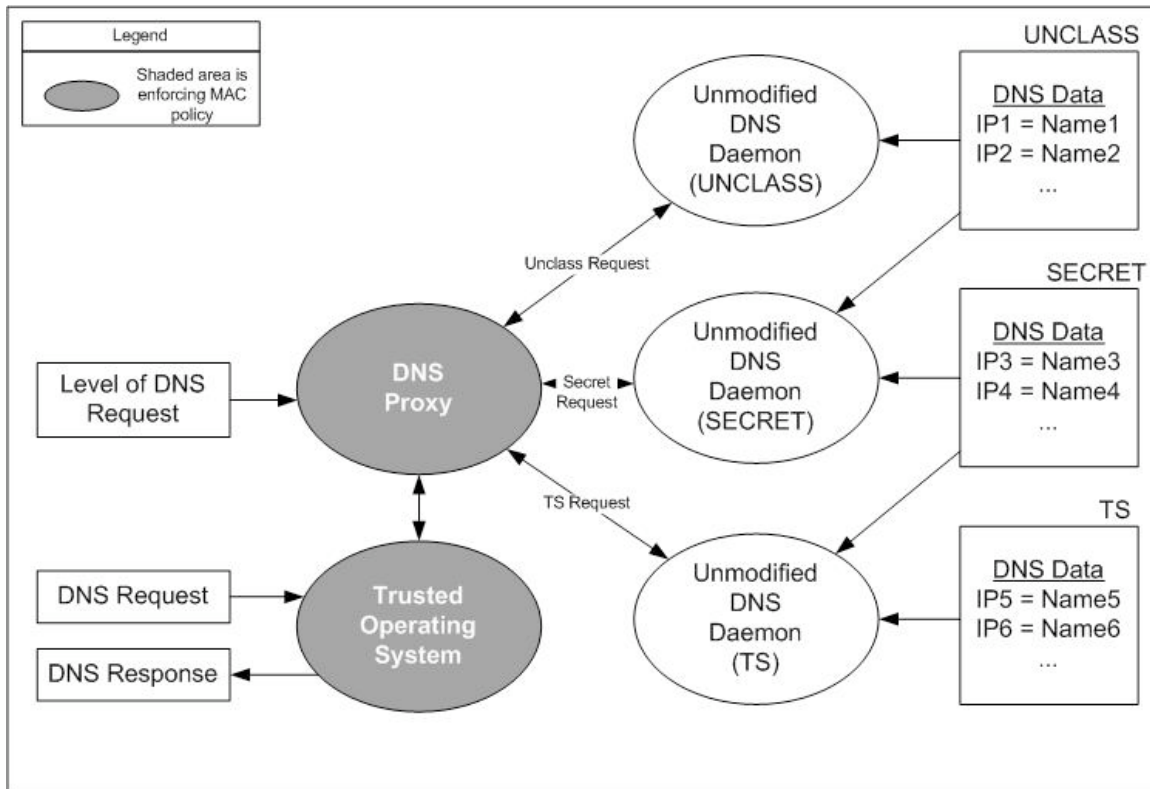 Legend
Shaded area is
enforcing MAC
policy
UNCLASS
Unmodified
DNS
Daemon
(UNCLASS)
DNS Data
IP1 = Name1
IP2 = Name2
...
Unclass Request
SECRET
Level of DNS
Request
DNS
Proxy
Secret
Request
Unmodified
DNS
Daemon
(SECRET)
DNS Data
IP3 = Name3
IP4 = Name4
...
TS Request
TS
DNS Request
DNS Response
Trusted
Operating
System
Unmodified
DNS
Daemon
(TS)
DNS Data
IP5 = Name5
IP6 = Name6
...